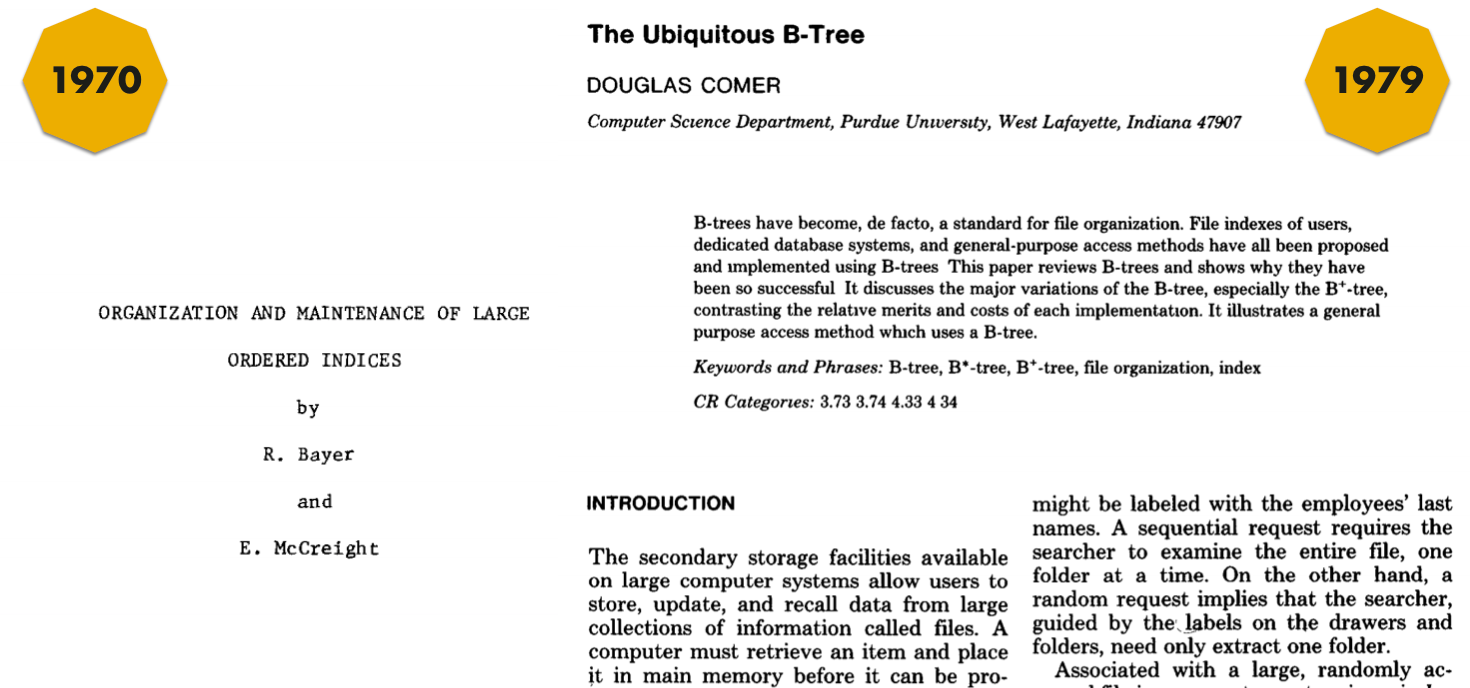 1970
ORGANIZATION AND MAINTENANCE OF LARGE
ORDERED INDICES
by
R. Bayer
and
E. McCreight
The Ubiquitous B-Tree
DOUGLAS COMER
Computer Science Department, Purdue University, West Lafayette, Indiana 47907
1979
B-trees have become, de facto, a standard for file organization. File indexes of users,
dedicated database systems, and general-purpose access methods have all been proposed
and implemented using B-trees This paper reviews B-trees and shows why they have
been so successful It discusses the major variations of the B-tree, especially the B⁺-tree,
contrasting the relative merits and costs of each implementation. It illustrates a general
purpose access method which uses a B-tree.
Keywords and Phrases: B-tree, B*-tree, B⁺-tree, file organization, index
CR Categories: 3.73 3.74 4.33 4 34
INTRODUCTION
The secondary storage facilities available
on large computer systems allow users to
store, update, and recall data from large
collections of information called files. A
computer must retrieve an item and place
it in main memory before it can be pro-
might be labeled with the employees' last
names. A sequential request requires the
searcher to examine the entire file, one
folder at a time. On the other hand, a
random request implies that the searcher,
guided by the labels on the drawers and
folders, need only extract one folder.
Associated with a large, randomly ac-